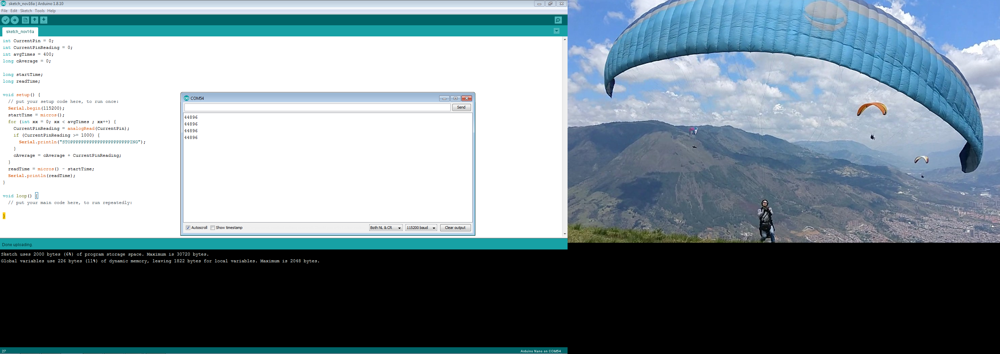 sketch_nov16a | Arduino 1.8.10
File Edit Sketch Tools Help
sketch_nov16a
int CurrentPin = 0;
int CurrentPinReading = 0;
int avgTimes = 400;
long cAverage = 0;
long startTime;
long readTime;
void setup() {
// put your setup code here, to run once:
Serial.begin(115200);
startTime = micros();
for (int xx = 0; xx < avgTimes ; xx++) {
CurrentPinReading = analogRead(CurrentPin);
if (CurrentPinReading >= 1000) {
Serial.println("STOPPPPPPPPPPPPPPPPPPPPPPING");
}
cAverage = cAverage + CurrentPinReading;
}
readTime = micros() - startTime;
Serial.println(readTime);
}
void loop() {
// put your main code here, to run repeatedly:
}
COM54
Send
44896
44896
44896
44896
Autoscroll Show timestamp Both NL & CR 115200 baud Clear output
Done uploading.
Sketch uses 2000 bytes (6%) of program storage space. Maximum is 30720 bytes.
Global variables use 226 bytes (11%) of dynamic memory, leaving 1822 bytes for local variables. Maximum is 2048 bytes.
27 Arduino Nano on COM54